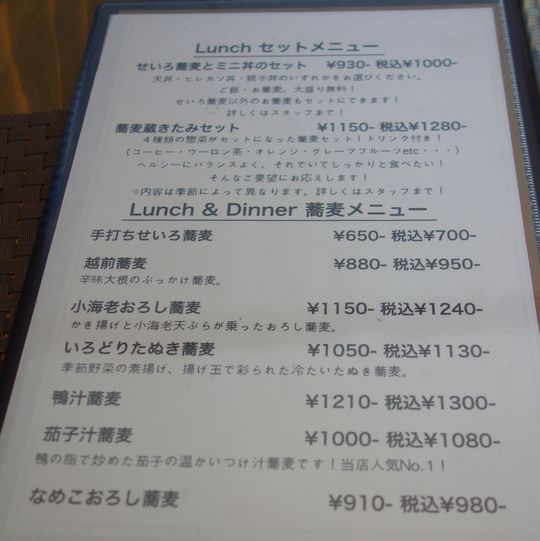 Lunch セットメニュー
せいろ蕎麦とミニ丼のセット ¥930- 税込¥1000-
天丼・ヒレカツ丼・親子丼のいずれかをお選びください。
ご飯・お蕎麦、大盛り無料！
せいろ蕎麦以外のお蕎麦もセットにできます！
詳しくはスタッフまで！
蕎麦蔵きたみセット ¥1150- 税込¥1280-
４種類の惣菜がセットになった蕎麦セット！ドリンク付き！
(コーヒー・ウーロン茶・オレンジ・グレープフルーツetc・・・)
ヘルシーにバランスよく、それでいてしっかりと食べたい！
そんなご要望にお応えします！
※内容は季節によって異なります。詳しくはスタッフまで！
Lunch & Dinner 蕎麦メニュー
手打ちせいろ蕎麦 ¥650- 税込¥700-
越前蕎麦 ¥880- 税込¥950-
辛味大根のぶっかけ蕎麦。
小海老おろし蕎麦 ¥1150- 税込¥1240-
かき揚げと小海老天ぷらが乗ったおろし蕎麦。
いろどりたぬき蕎麦 ¥1050- 税込¥1130-
季節野菜の素揚げ、揚げ玉で彩られた冷たいたぬき蕎麦。
鴨汁蕎麦 ¥1210- 税込¥1300-
茄子汁蕎麦 ¥1000- 税込¥1080-
鴨の脂で炒めた茄子の温かいつけ汁蕎麦です！当店人気No.1！
なめこおろし蕎麦 ¥910- 税込¥980-